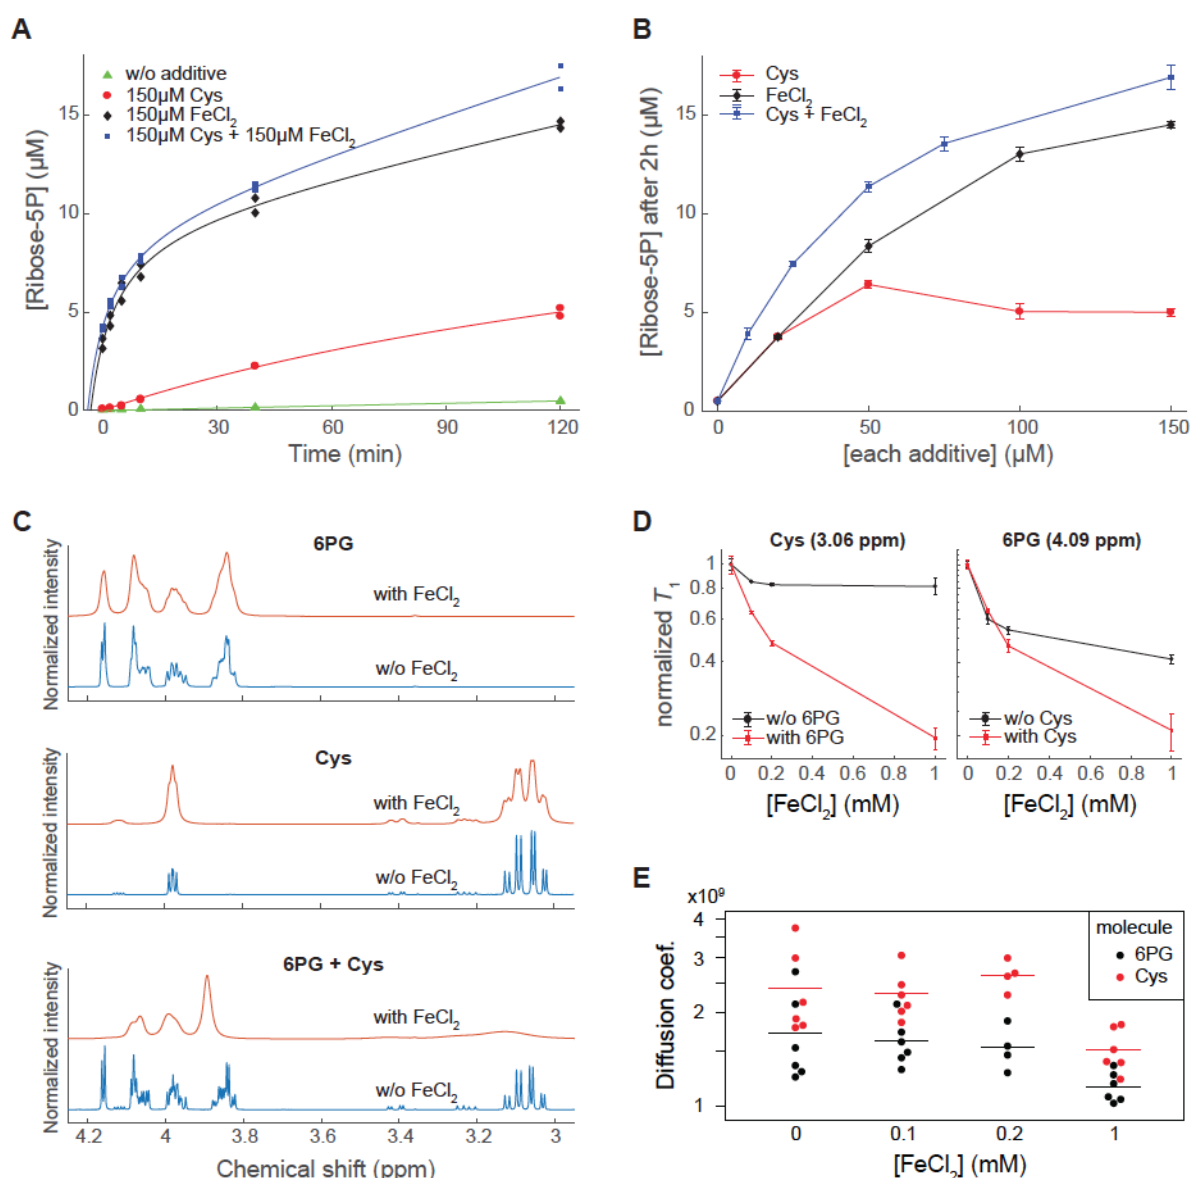 A
w/o additive
150µM Cys
150µM FeCl2
150µM Cys + 150µM FeCl2
[Ribose-5P] (µM)
15
10
5
0
0 30 60 90 120
Time (min)
B
Cys
FeCl2
Cys + FeCl2
[Ribose-5P] after 2h (µM)
15
10
5
0
0 50 100 150
[each additive] (µM)
C
6PG
with FeCl2
w/o FeCl2
Normalized intensity
Cys
with FeCl2
w/o FeCl2
Normalized intensity
6PG + Cys
with FeCl2
w/o FeCl2
Normalized intensity
4.2 4 3.8 3.6 3.4 3.2 3
Chemical shift (ppm)
D
Cys (3.06 ppm)
normalized T1
1
0.8
0.6
0.4
0.2
w/o 6PG
with 6PG
0 0.2 0.4 0.6 0.8 1
[FeCl2] (mM)
6PG (4.09 ppm)
w/o Cys
with Cys
0 0.2 0.4 0.6 0.8 1
[FeCl2] (mM)
E
x10⁹
Diffusion coef.
4
3
2
1
molecule
6PG
Cys
0 0.1 0.2 1
[FeCl2] (mM)